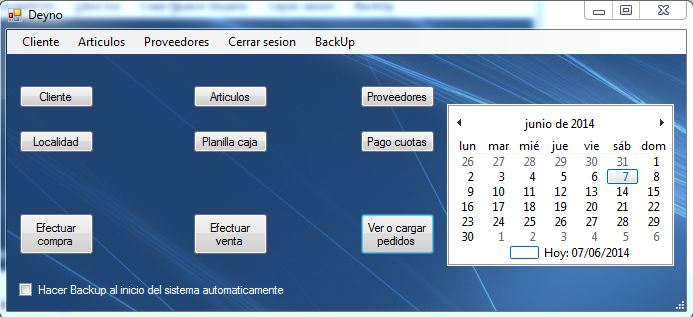 Deyno
Cliente Articulos Proveedores Cerrar sesion BackUp
Cliente Articulos Proveedores
Localidad Planilla caja Pago cuotas
Efectuar compra
Efectuar venta
Ver o cargar pedidos
junio de 2014
lun mar mié jue vie sáb dom
26 27 28 29 30 31 1
2 3 4 5 6 7 8
9 10 11 12 13 14 15
16 17 18 19 20 21 22
23 24 25 26 27 28 29
30 1 2 3 4 5 6
Hoy: 07/06/2014
Hacer Backup al inicio del sistema automaticamente